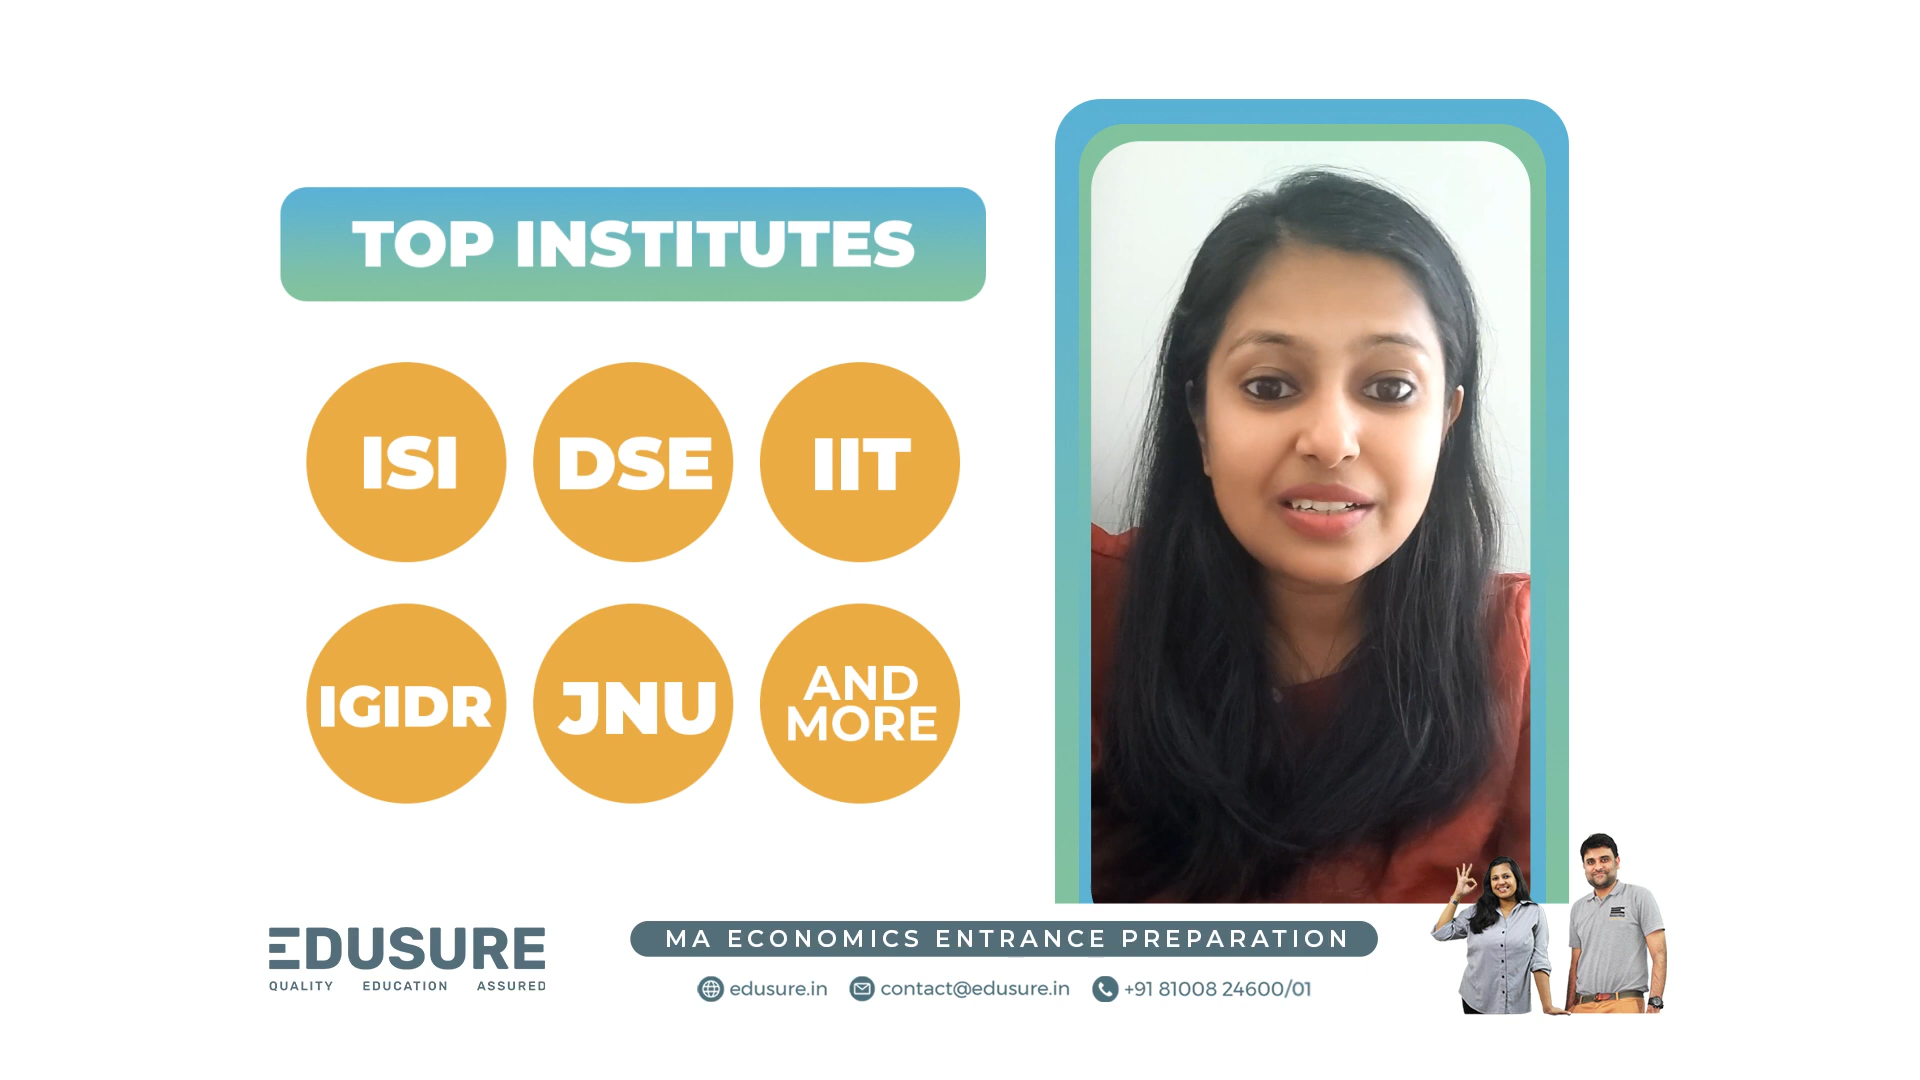 TOP INSTITUTES
ISI
DSE
IIT
IGIDR
JNU
AND
MORE
EDUSURE
QUALITY EDUCATION ASSURED
MA ECONOMICS ENTRANCE PREPARATION
edusure.in
contact@edusure.in
+91 81008 24600/01